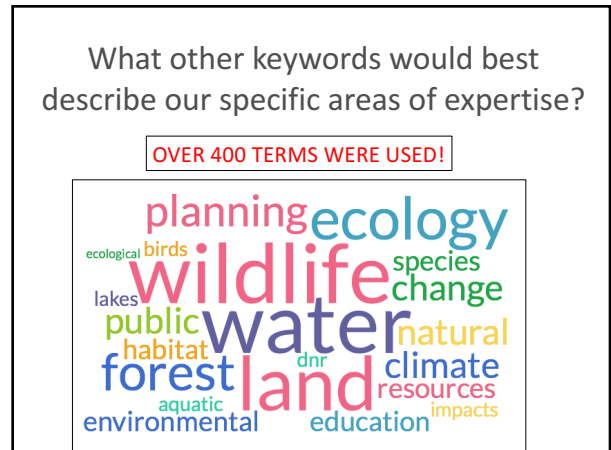 What other keywords would best
describe our specific areas of expertise?
OVER 400 TERMS WERE USED!
planning ecology
ecological birds
wildlife
species
lakes
change
public
water
natural
habitat
forest
dnr
climate
land
resources
aquatic
impacts
environmental
education